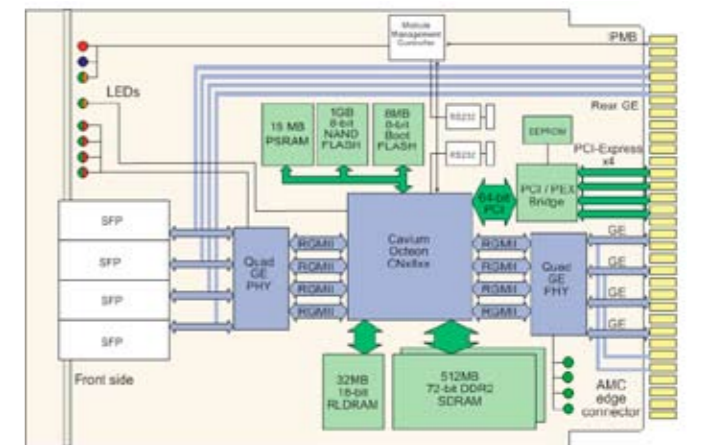 Module
Management
Controller
IPMB
LEDs
Rear GE
16 MB
PSRAM
1GB
8-bit
NAND
FLASH
8MB
8-bit
Boot
FLASH
RS232
RS232
EEPROM
PCI-Express
x4
64-bit
PCI
PCI / PEX
Bridge
SFP
SFP
SFP
SFP
Quad
GE
PHY
RGMII
RGMII
RGMII
RGMII
Cavium
Octeon
RGMII
RGMII
RGMII
RGMII
Quad
GE
PHY
GE
GE
GE
GE
Front side
32MB
18-bit
RLDRAM
512MB
72-bit DDR2
SDRAM
AMC
edge
connector